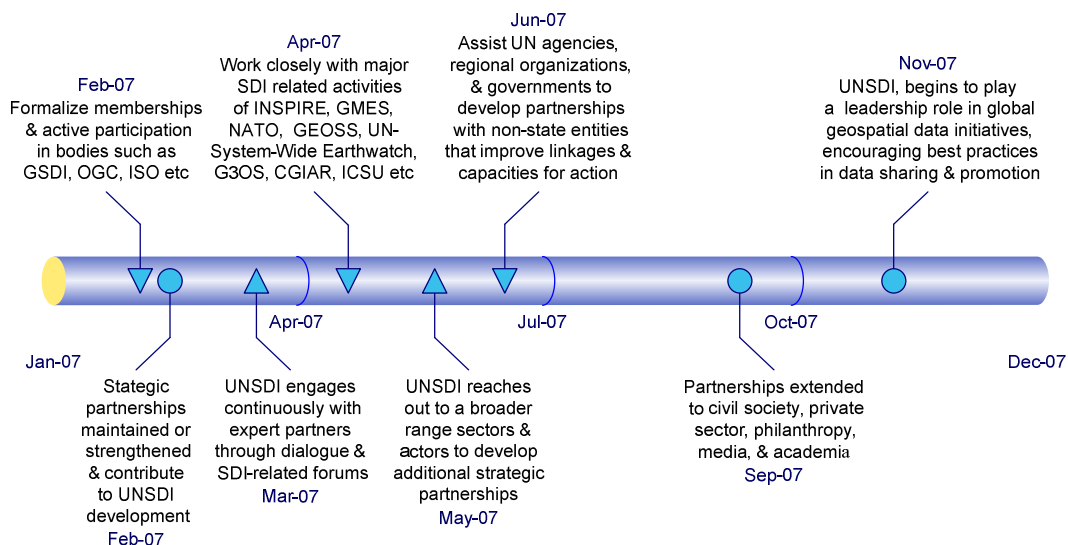 Feb-07
Formalize memberships
& active participation
in bodies such as
GSDI, OGC, ISO etc
Apr-07
Work closely with major
SDI related activities
of INSPIRE, GMES,
NATO, GEOSS, UN-
System-Wide Earthwatch,
G3OS, CGIAR, ICSU etc
Jun-07
Assist UN agencies,
regional organizations,
& governments to
develop partnerships
with non-state entities
that improve linkages &
capacities for action
Nov-07
UNSDI, begins to play
a leadership role in global
geospatial data initiatives,
encouraging best practices
in data sharing & promotion
Jan-07
Apr-07
Jul-07
Oct-07
Dec-07
Stategic
partnerships
maintained or
strengthened
& contribute
to UNSDI
development
Feb-07
UNSDI engages
continuously with
expert partners
through dialogue &
SDI-related forums
Mar-07
UNSDI reaches
out to a broader
range sectors &
actors to develop
additional strategic
partnerships
May-07
Partnerships extended
to civil society, private
sector, philanthropy,
media, & academia
Sep-07